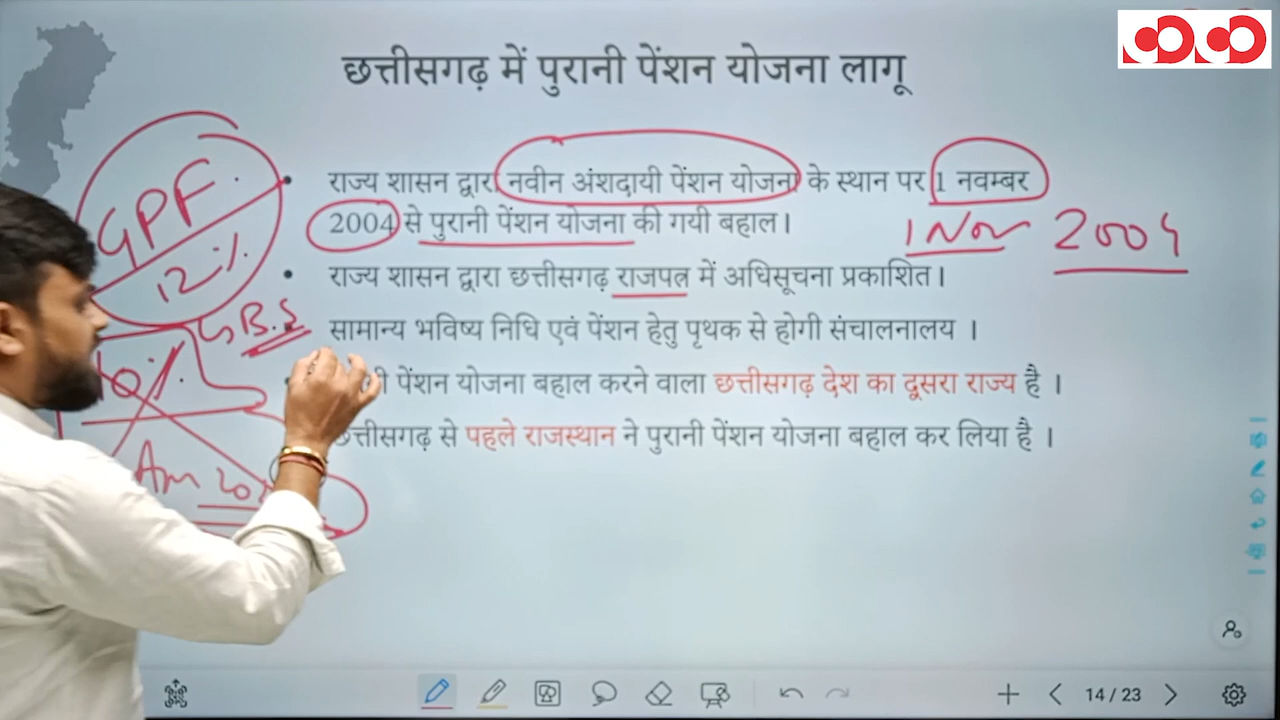 छत्तीसगढ़ में पुरानी पेंशन योजना लागू
राज्य शासन द्वारा नवीन अंशदायी पेंशन योजना के स्थान पर 1 नवम्बर
2004 से पुरानी पेंशन योजना की गयी बहाल।
1 Nov 2004
राज्य शासन द्वारा छत्तीसगढ़ राजपत्र में अधिसूचना प्रकाशित।
सामान्य भविष्य निधि एवं पेंशन हेतु पृथक से होगी संचालनालय ।
पेंशन योजना बहाल करने वाला छत्तीसगढ़ देश का दूसरा राज्य है ।
छत्तीसगढ़ से पहले राजस्थान ने पुरानी पेंशन योजना बहाल कर लिया है ।
GPF
12%
14 / 23